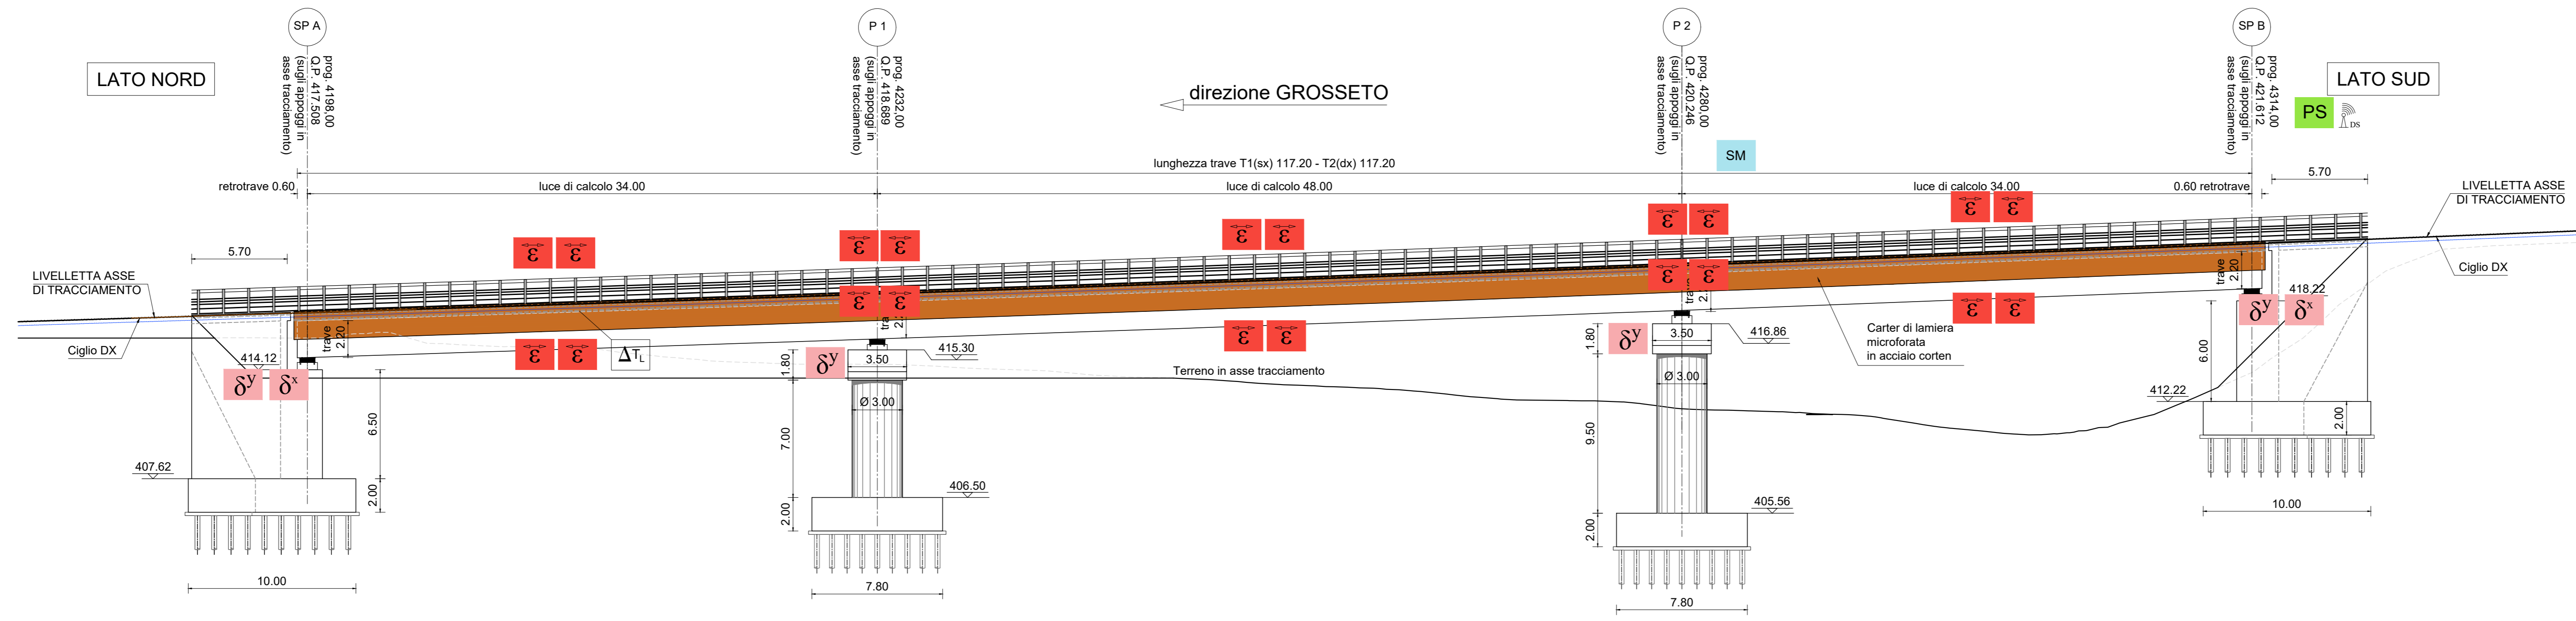 SP A
P 1
P 2
SP B
LATO NORD
prog. 4198,00
Q.P. 417.508
(sugli appoggi in
asse tracciamento)
prog. 4232,00
Q.P. 418.689
(sugli appoggi in
asse tracciamento)
direzione GROSSETO
prog. 4280,00
Q.P. 420.246
(sugli appoggi in
asse tracciamento)
prog. 4314,00
Q.P. 421.612
(sugli appoggi in
asse tracciamento)
LATO SUD
PS
DS
SM
lunghezza trave T1(sx) 117.20 - T2(dx) 117.20
retrotrave 0.60
luce di calcolo 34.00
luce di calcolo 48.00
luce di calcolo 34.00
0.60 retrotrave
5.70
LIVELLETTA ASSE
DI TRACCIAMENTO
Ciglio DX
ε ε
ε ε
ε ε
ε ε
ε ε
5.70
LIVELLETTA ASSE
DI TRACCIAMENTO
Ciglio DX
ε ε
ε ε
ε ε
ε ε
ε ε
trave
2.20
ΔTL
trave
2.20
414.12
δy δx
6.50
407.62
2.00
10.00
δy
1.80
3.50
415.30
Ø 3.00
7.00
406.50
2.00
7.80
Terreno in asse tracciamento
δy
1.80
3.50
416.86
Ø 3.00
9.50
405.56
2.00
7.80
Carter di lamiera
microforata
in acciaio corten
418.22
δy δx
6.00
412.22
2.00
10.00